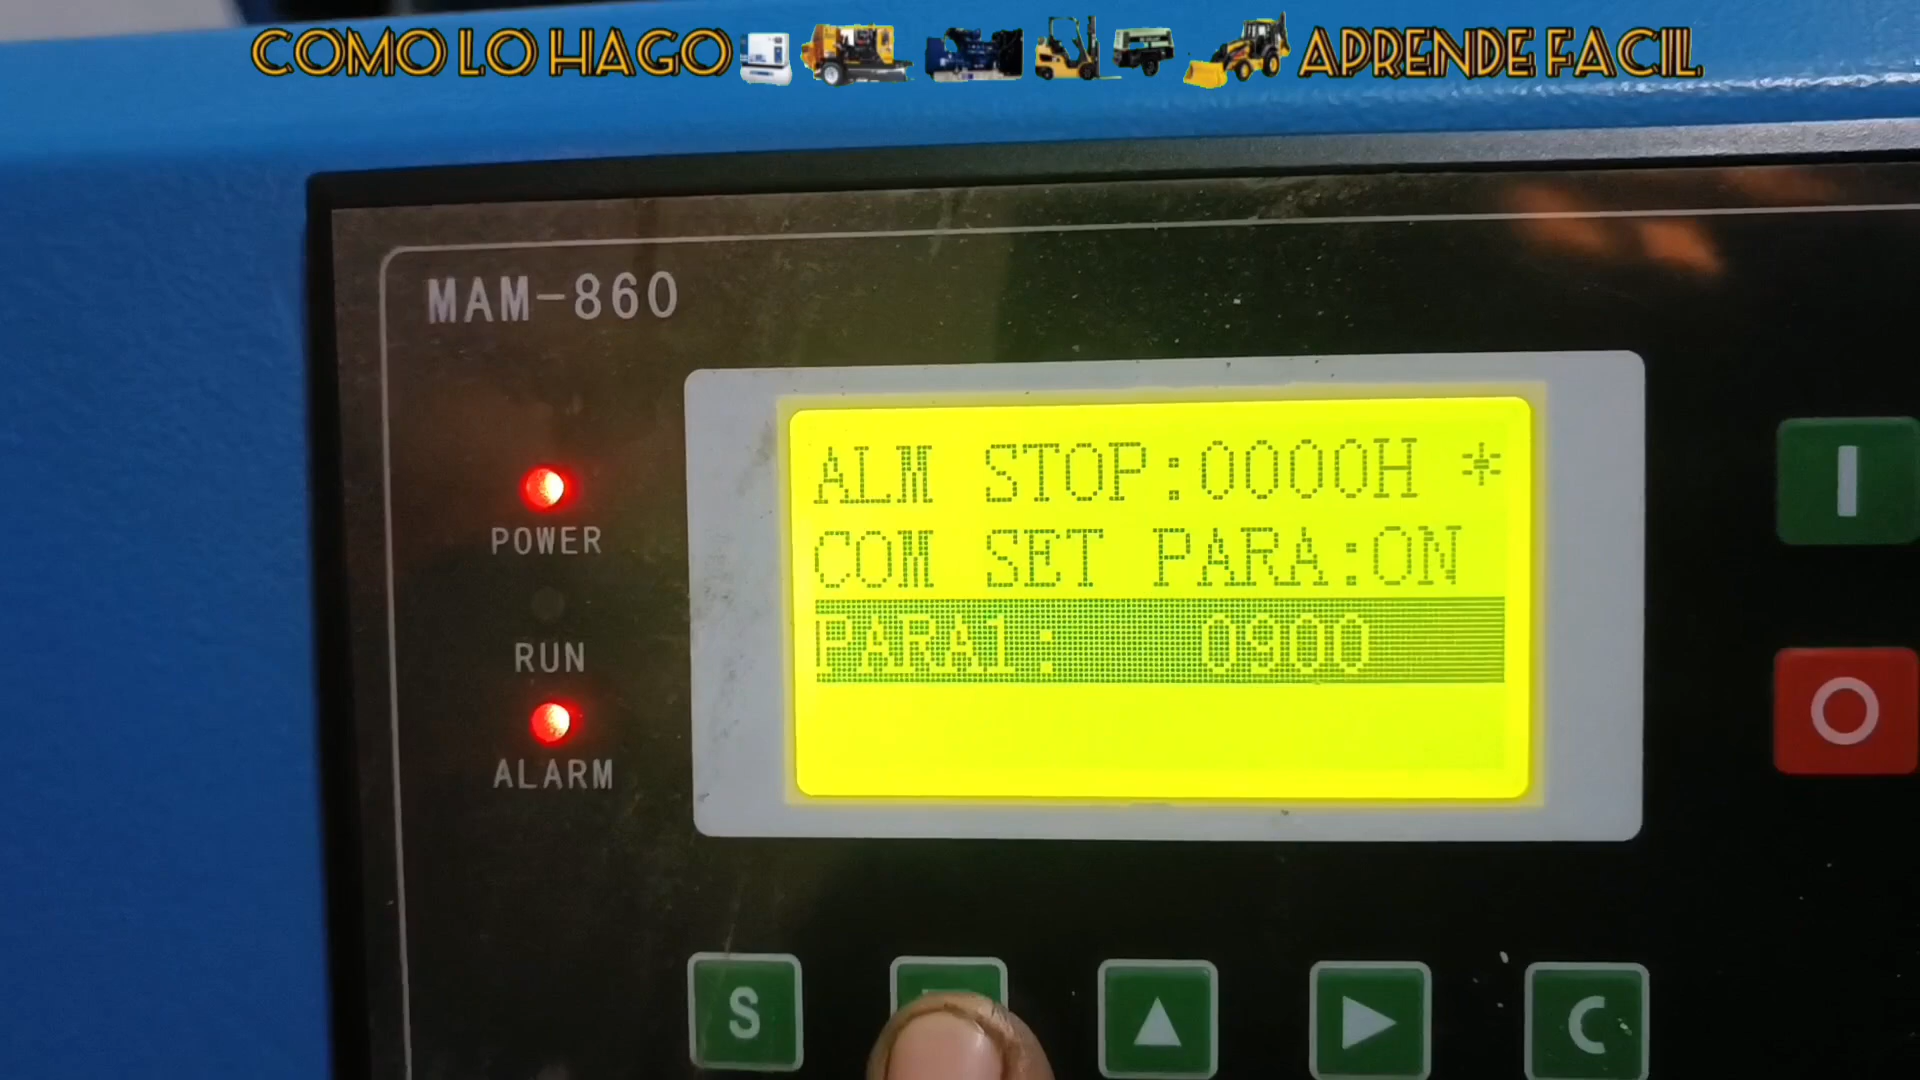 COMO LO HAGO APRENDE FACIL
MAM-860
ALM STOP:0000H *
COM SET PARA:ON
PARA1: 0900
POWER
RUN
ALARM
S
C